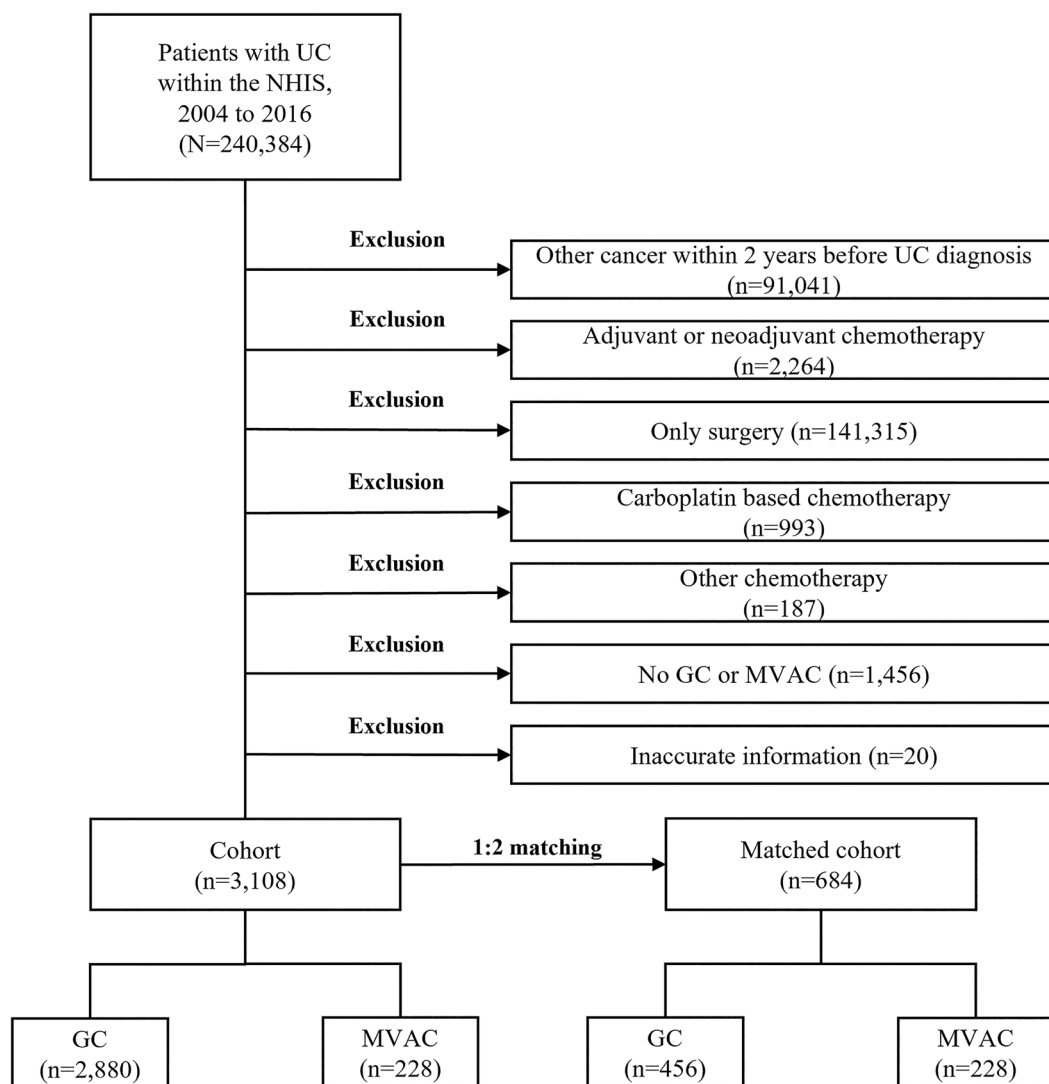 Patients with UC
within the NHIS,
2004 to 2016
(N=240,384)
Exclusion
Other cancer within 2 years before UC diagnosis
(n=91,041)
Exclusion
Adjuvant or neoadjuvant chemotherapy
(n=2,264)
Exclusion
Only surgery (n=141,315)
Exclusion
Carboplatin based chemotherapy
(n=993)
Exclusion
Other chemotherapy
(n=187)
Exclusion
No GC or MVAC (n=1,456)
Exclusion
Inaccurate information (n=20)
Cohort
(n=3,108)
1:2 matching
Matched cohort
(n=684)
GC
(n=2,880)
MVAC
(n=228)
GC
(n=456)
MVAC
(n=228)